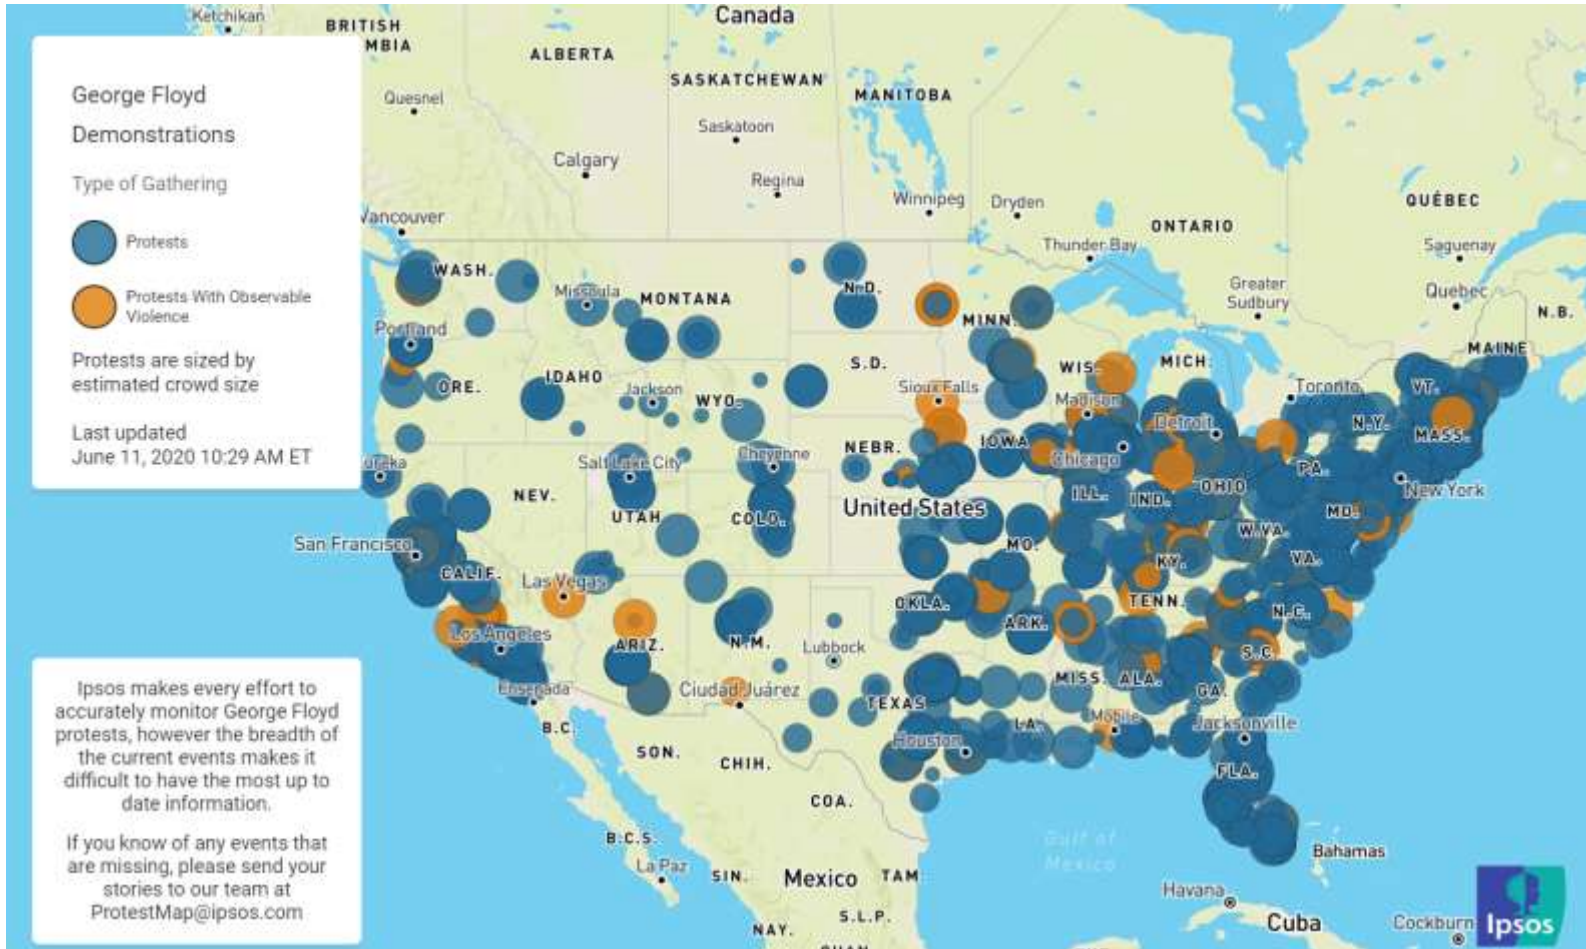 George Floyd
Demonstrations
Type of Gathering
Protests
Protests With Observable
Violence
Protests are sized by
estimated crowd size
Last updated
June 11, 2020 10:29 AM ET
Ipsos makes every effort to
accurately monitor George Floyd
protests, however the breadth of
the current events makes it
difficult to have the most up to
date information.
If you know of any events that
are missing, please send your
stories to our team at
ProtestMap@ipsos.com
Ketchikan
BRITISH
MBIA
Canada
ALBERTA
SASKATCHEWAN
MANITOBA
Quesnel
Saskatoon
Calgary
Regina
Winnipeg
Dryden
ONTARIO
QUÉBEC
Vancouver
Thunder Bay
Saguenay
Greater
Sudbury
Quebec
N.B.
WASH.
Missoula
MONTANA
N.D.
MINN.
Portland
MAINE
ORE.
IDAHO
Jackson
WYO.
S.D.
Sioux Falls
WIS.
MICH.
Madison
Toronto
VT.
N.Y.
MASS.
Detroit
Eureka
Salt Lake City
Cheyenne
NEBR.
IOWA
Chicago
PA.
New York
NEV.
UTAH
COLO.
United States
ILL.
IND.
OHIO
MD.
San Francisco
MO.
W.VA.
VA.
KY.
CALIF.
Las Vegas
OKLA.
TENN.
N.C.
ARK.
Los Angeles
ARIZ.
N.M.
Lubbock
S.C.
Ensenada
Ciudad Juárez
TEXAS
MISS.
ALA.
GA.
B.C.
LA.
Mobile
Jacksonville
SON.
CHIH.
Houston
FLA.
COA.
B.C.S.
Gulf of
Mexico
Bahamas
La Paz
SIN.
Mexico
TAM
Havana
S.L.P.
Cuba
Cockburn
NAY.
Ipsos